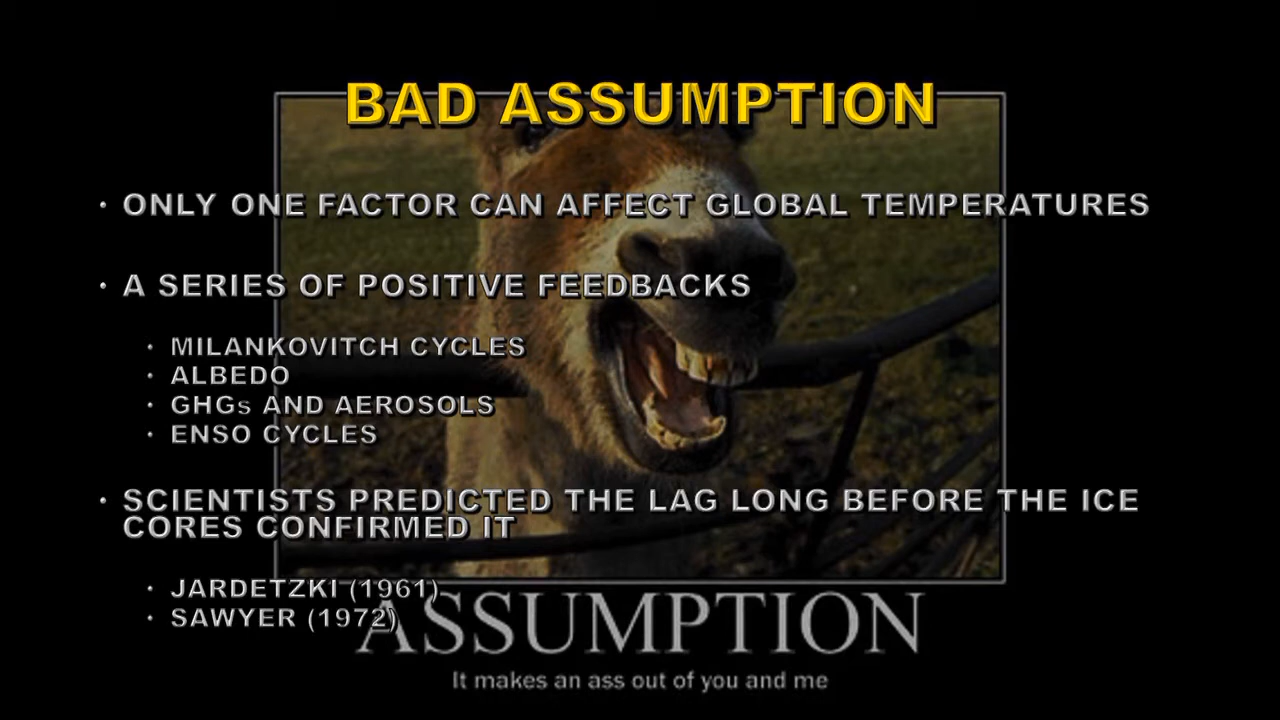 BAD ASSUMPTION
• ONLY ONE FACTOR CAN AFFECT GLOBAL TEMPERATURES
• A SERIES OF POSITIVE FEEDBACKS
• MILANKOVITCH CYCLES
• ALBEDO
• GHGs AND AEROSOLS
• ENSO CYCLES
• SCIENTISTS PREDICTED THE LAG LONG BEFORE THE ICE
CORES CONFIRMED IT
• JARDETZKI (1961)
• SAWYER (1972)
ASSUMPTION
It makes an ass out of you and me